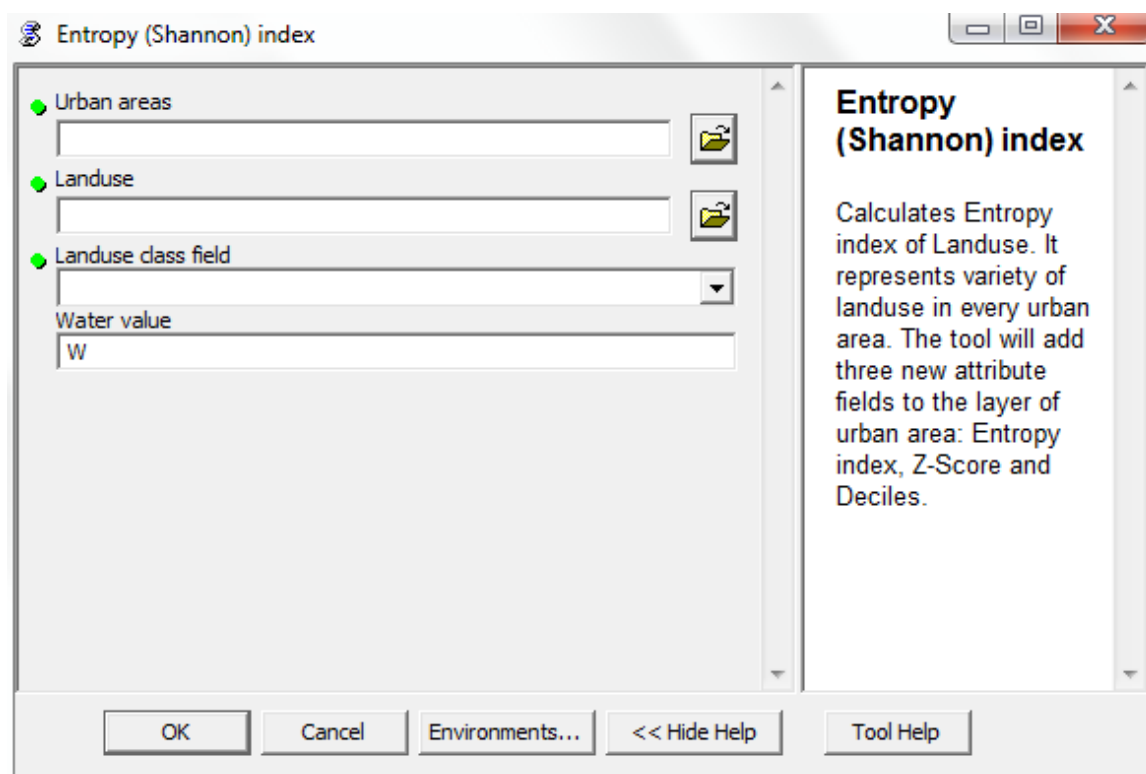 Entropy (Shannon) index
Urban areas
Landuse
Landuse class field
Water value
W
Entropy
(Shannon) index
Calculates Entropy
index of Landuse. It
represents variety of
landuse in every urban
area. The tool will add
three new attribute
fields to the layer of
urban area: Entropy
index, Z-Score and
Deciles.
OK
Cancel
Environments...
<< Hide Help
Tool Help